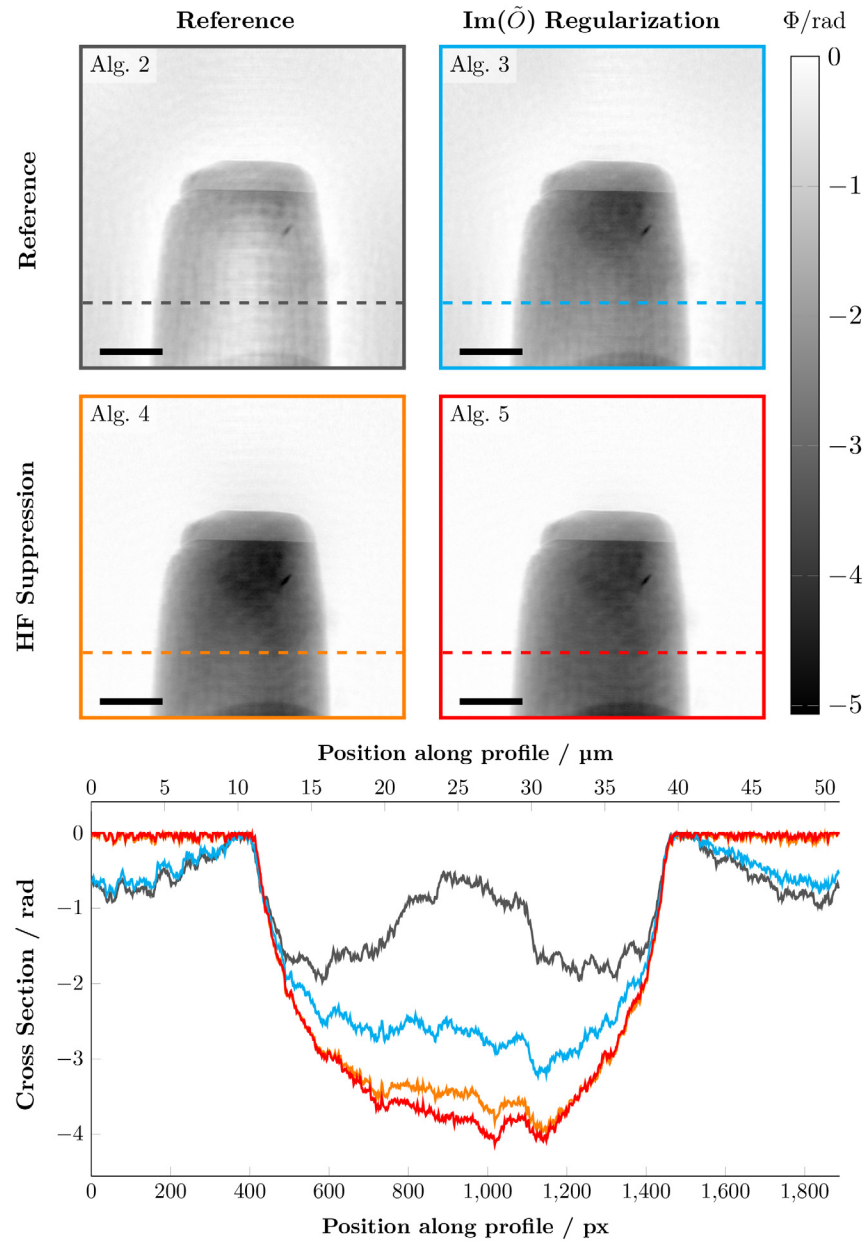 Reference
Im(Õ) Regularization
Φ/rad
Reference
Alg. 2
Alg. 3
HF Suppression
Alg. 4
Alg. 5
0
−1
−2
−3
−4
−5
Position along profile / µm
0 5 10 15 20 25 30 35 40 45 50
Cross Section / rad
0
−1
−2
−3
−4
0 200 400 600 800 1,000 1,200 1,400 1,600 1,800
Position along profile / px